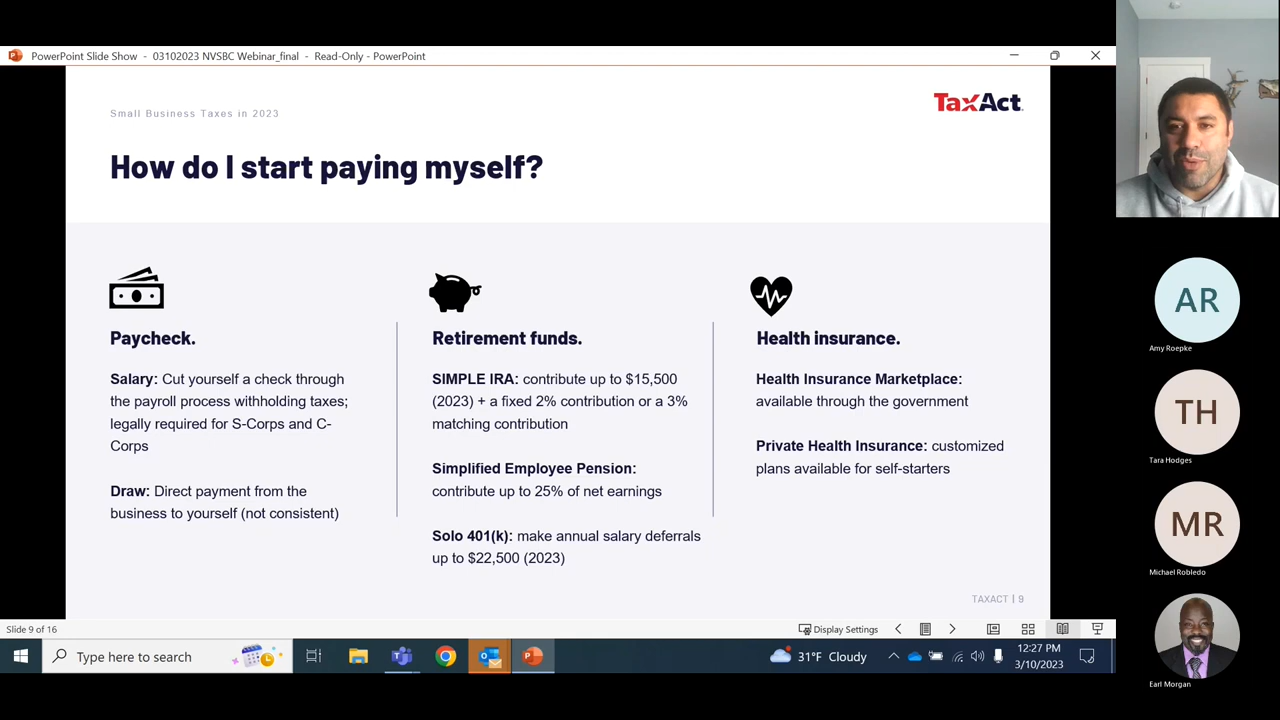 PowerPoint Slide Show - 03102023 NVSBC Webinar_final - Read-Only - PowerPoint
Small Business Taxes in 2023
TaxAct.
How do I start paying myself?
Paycheck.
Salary: Cut yourself a check through
the payroll process withholding taxes;
legally required for S-Corps and C-
Corps
Draw: Direct payment from the
business to yourself (not consistent)
Retirement funds.
SIMPLE IRA: contribute up to $15,500
(2023) + a fixed 2% contribution or a 3%
matching contribution
Simplified Employee Pension:
contribute up to 25% of net earnings
Solo 401(k): make annual salary deferrals
up to $22,500 (2023)
Health insurance.
Health Insurance Marketplace:
available through the government
Private Health Insurance: customized
plans available for self-starters
TAXACT | 9
Slide 9 of 16
Display Settings
Type here to search
31°F Cloudy
12:27 PM
3/10/2023
AR
Amy Roepke
TH
Tara Hodges
MR
Michael Robledo
Earl Morgan